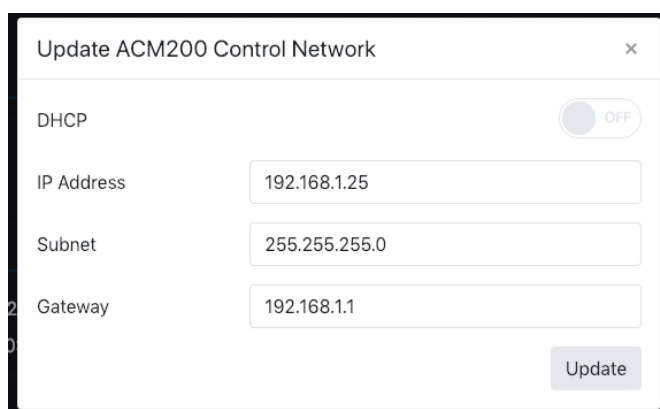 Update ACM200 Control Network ×
DHCP OFF
IP Address 192.168.1.25
Subnet 255.255.255.0
Gateway 192.168.1.1
Update